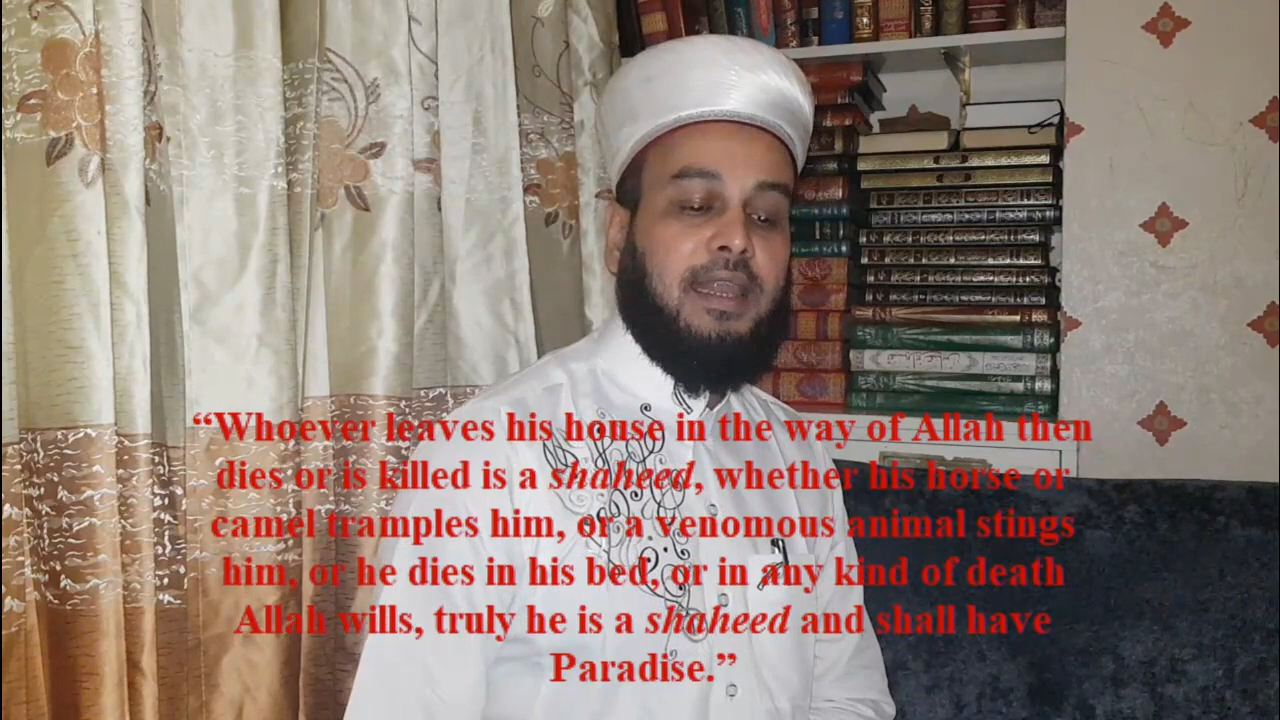 “Whoever leaves his house in the way of Allah then
dies or is killed is a shaheed, whether his horse or
camel tramples him, or a venomous animal stings
him, or he dies in his bed, or in any kind of death
Allah wills, truly he is a shaheed and shall have
Paradise.”